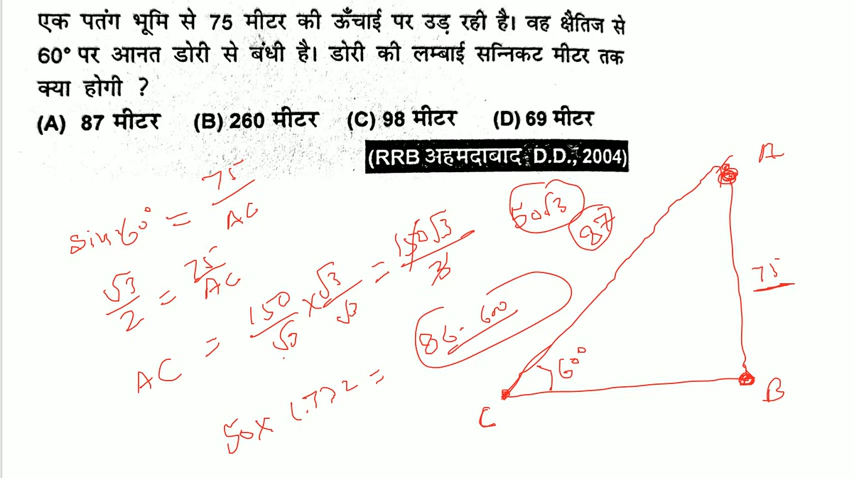 एक पतंग भूमि से 75 मीटर की ऊँचाई पर उड़ रही है। वह क्षैतिज से
60° पर आनत डोरी से बंधी है। डोरी की लम्बाई सन्निकट मीटर तक
क्या होगी ?
(A) 87 मीटर (B) 260 मीटर (C) 98 मीटर (D) 69 मीटर
(RRB अहमदाबाद D.D., 2004)
sin60° = 75/AC
√3/2 = 75/AC
AC = 150/√3 × √3/√3 = 150√3/3
50√3
87
50 × 1.732 = 86.600
A
75
60°
B
C